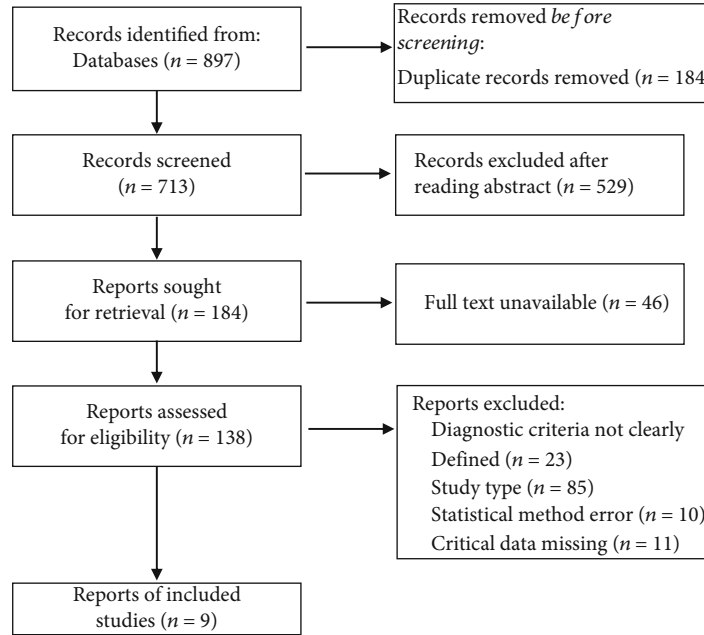 Records identified from:
Databases (n = 897)
Records removed before
screening:
Duplicate records removed (n = 184
Records screened
(n = 713)
Records excluded after
reading abstract (n = 529)
Reports sought
for retrieval (n = 184)
Full text unavailable (n = 46)
Reports assessed
for eligibility (n = 138)
Reports excluded:
Diagnostic criteria not clearly
Defined (n = 23)
Study type (n = 85)
Statistical method error (n = 10)
Critical data missing (n = 11)
Reports of included
studies (n = 9)